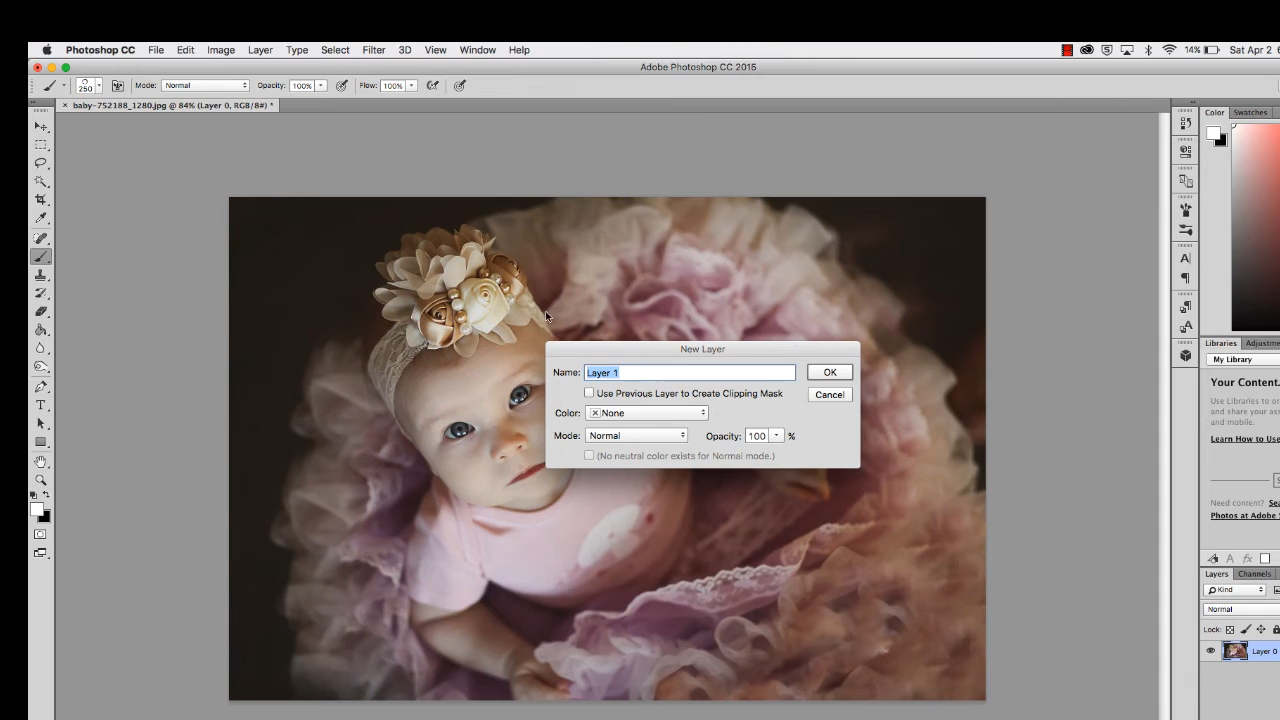 Photoshop CC File Edit Image Layer Type Select Filter 3D View Window Help 14% Sat Apr 2 6
Adobe Photoshop CC 2015
250 Mode: Normal Opacity: 100% Flow: 100%
× baby-752188_1280.jpg @ 84% (Layer 0, RGB/8#) *
Color Swatches
New Layer
Name: Layer 1 OK
Use Previous Layer to Create Clipping Mask
Cancel
Color: × None
Mode: Normal Opacity: 100 %
(No neutral color exists for Normal mode.)
Libraries Adjustme
My Library
Your Content.
Use Libraries to o
and share your ass
and mobile.
Learn How to Use
Need content? Sea
Photos at Adobe S
Layers Channels
Kind
Normal
Lock:
Layer 0